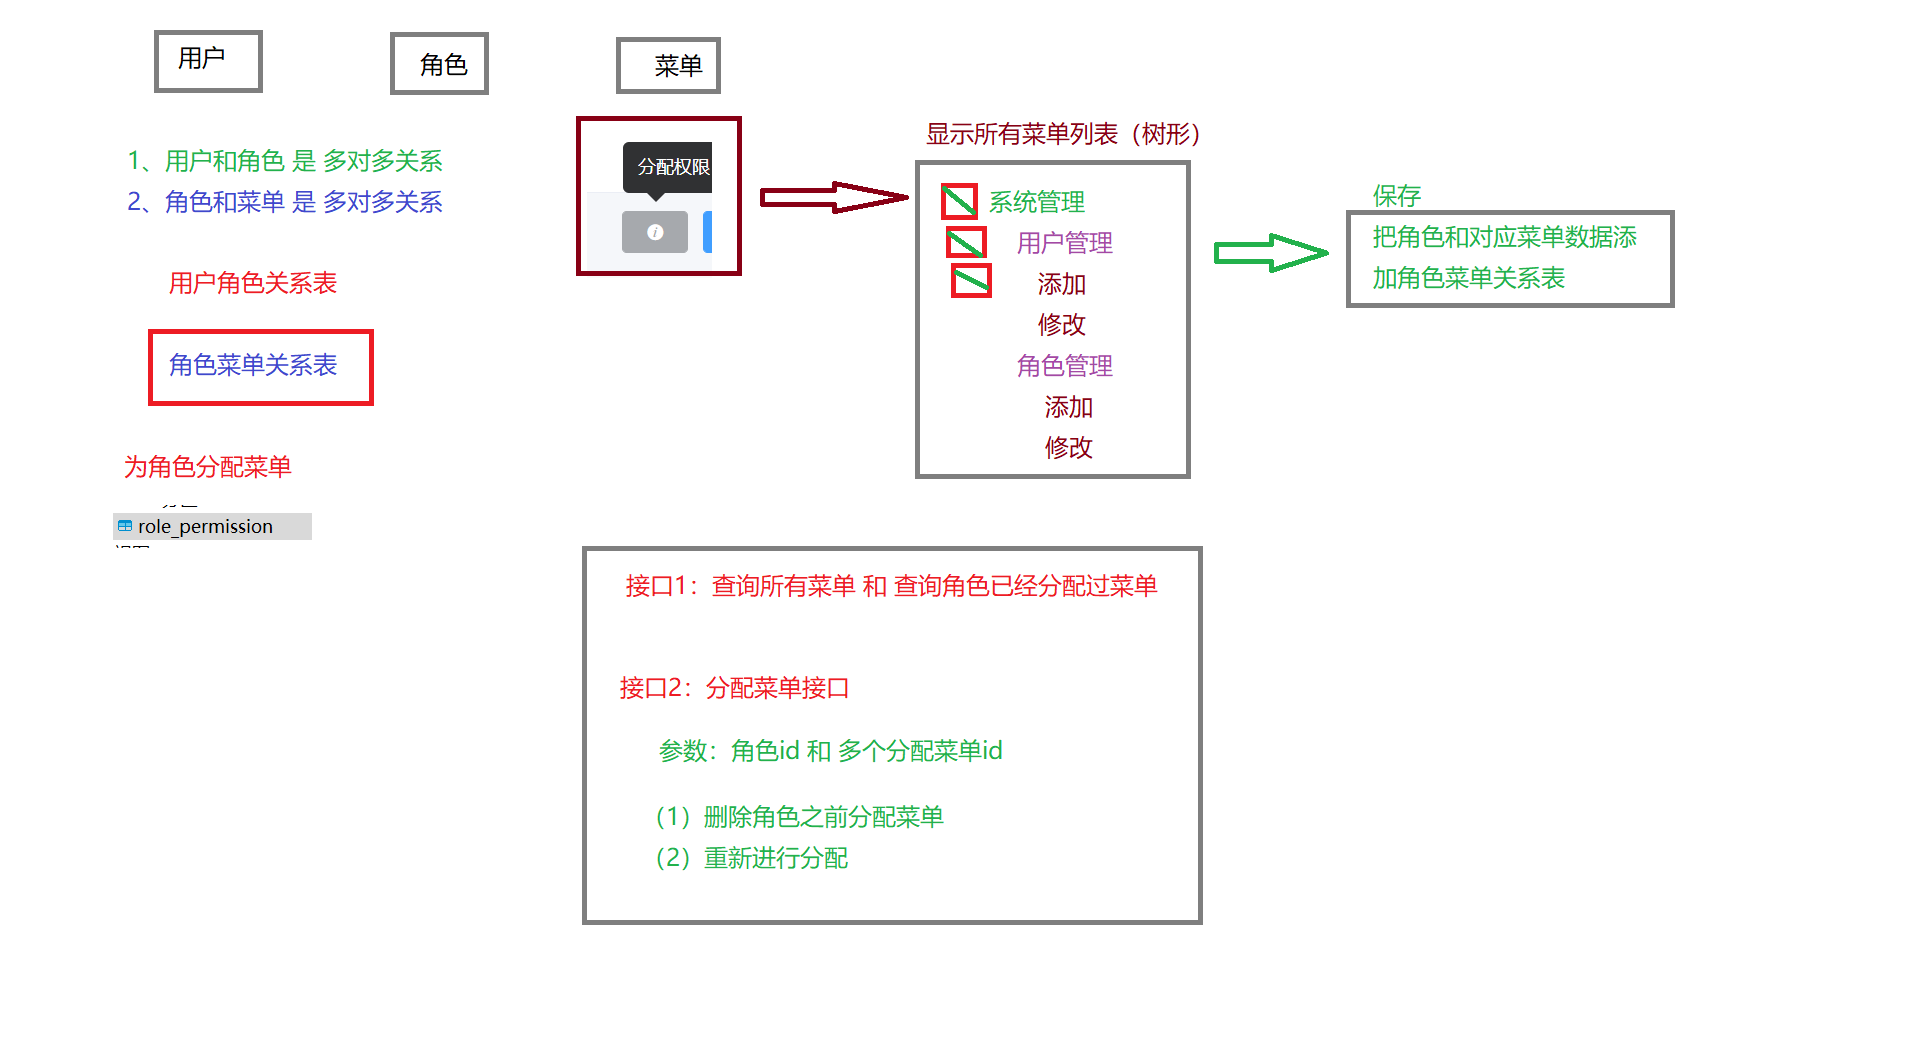 用户
角色
菜单
1、用户和角色 是 多对多关系
2、角色和菜单 是 多对多关系
用户角色关系表
角色菜单关系表
为角色分配菜单
role_permission
分配权限
显示所有菜单列表（树形）
系统管理
用户管理
添加
修改
角色管理
添加
修改
保存
把角色和对应菜单数据添
加角色菜单关系表
接口1：查询所有菜单 和 查询角色已经分配过菜单
接口2：分配菜单接口
参数：角色id 和 多个分配菜单id
（1）删除角色之前分配菜单
（2）重新进行分配